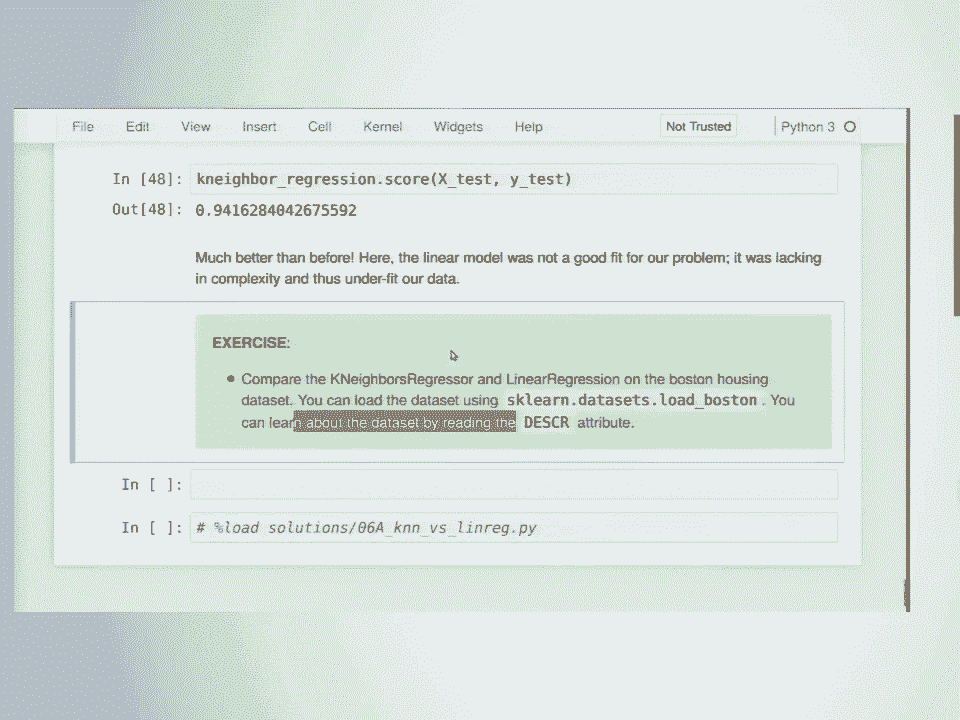 File Edit View Insert Cell Kernel Widgets Help Not Trusted Python 3
In [48]: kneighbor_regression.score(X_test, y_test)
Out[48]: 0.9416284042675592
Much better than before! Here, the linear model was not a good fit for our problem; it was lacking
in complexity and thus under-fit our data.
EXERCISE:
• Compare the KNeighborsRegressor and LinearRegression on the boston housing
dataset. You can load the dataset using sklearn.datasets.load_boston . You
can learn about the dataset by reading the DESCR attribute.
In [ ]:
In [ ]: # %load solutions/06A_knn_vs_linreg.py